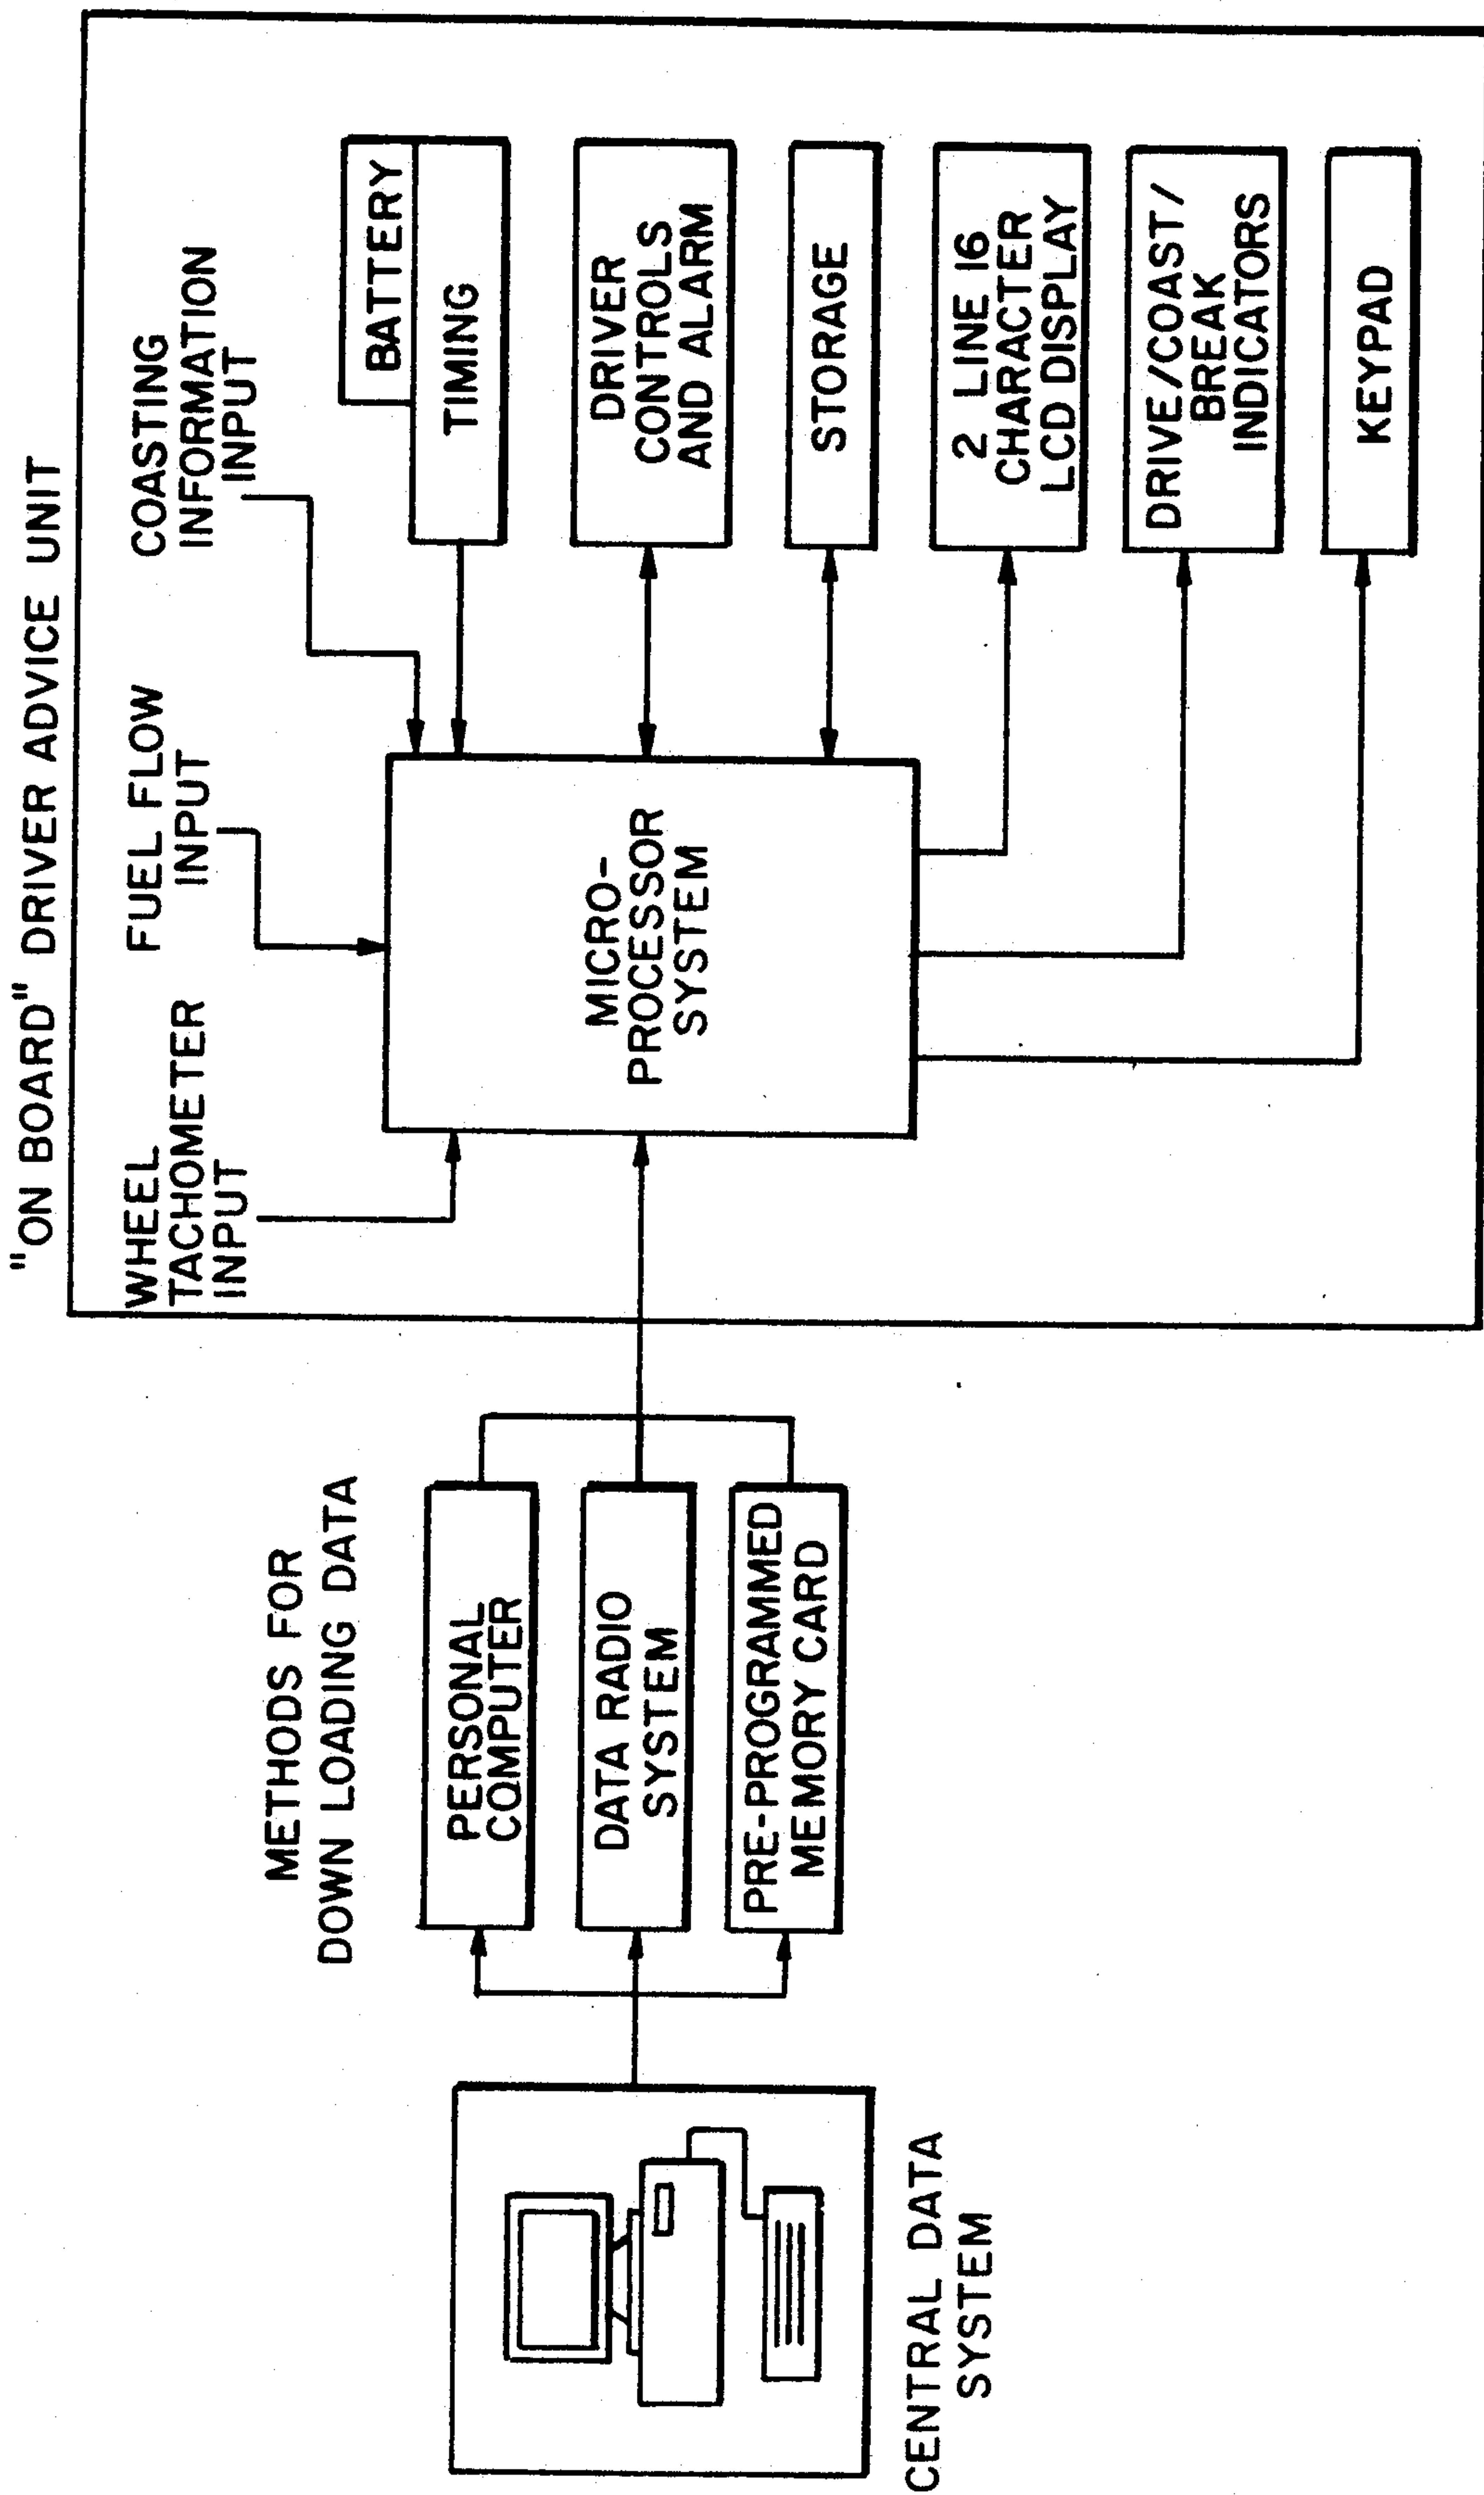 "ON BOARD" DRIVER ADVICE UNIT
WHEEL
TACHOMETER
INPUT
FUEL FLOW
INPUT
COASTING
INFORMATION
INPUT
BATTERY
TIMING
DRIVER
CONTROLS
AND ALARM
STORAGE
2 LINE 16
CHARACTER
LCD DISPLAY
DRIVE/COAST/
BREAK
INDICATORS
KEYPAD
MICRO-
PROCESSOR
SYSTEM
METHODS FOR
DOWN LOADING DATA
PERSONAL
COMPUTER
DATA RADIO
SYSTEM
PRE-PROGRAMMED
MEMORY CARD
CENTRAL DATA
SYSTEM